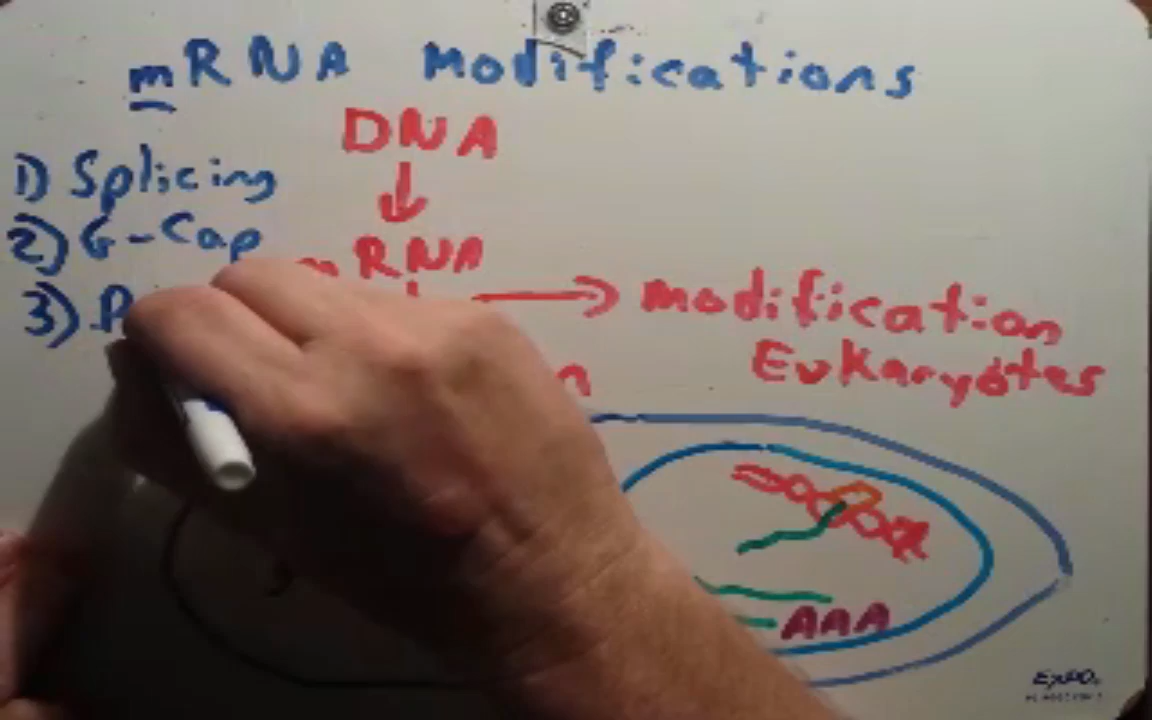 mRNA Modifications
DNA
1) Splicing
2) G-Cap
mRNA
3) P
modification
Eukaryotes
n
AAA
EXPO